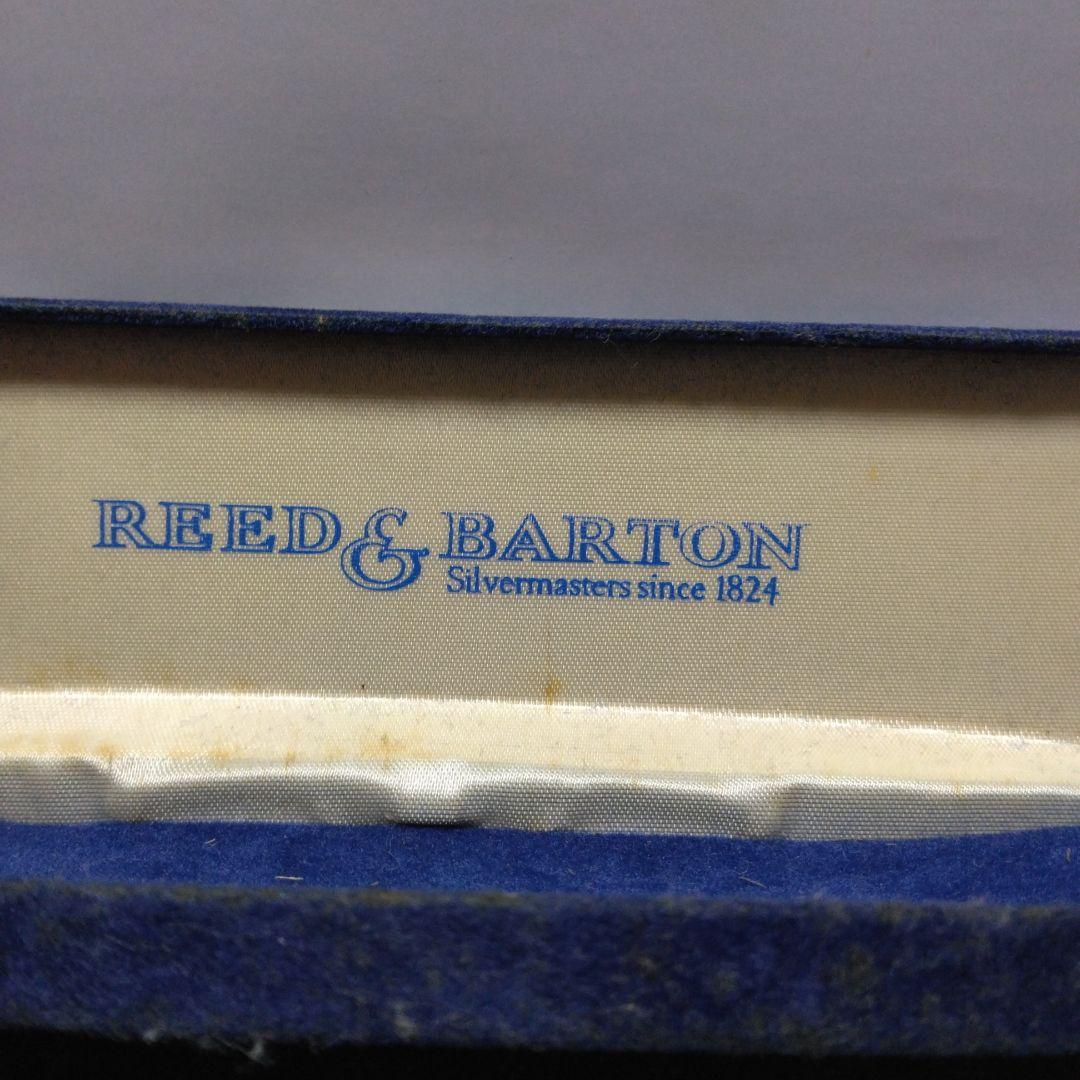 REED & BARTON
Silvermasters since 1824